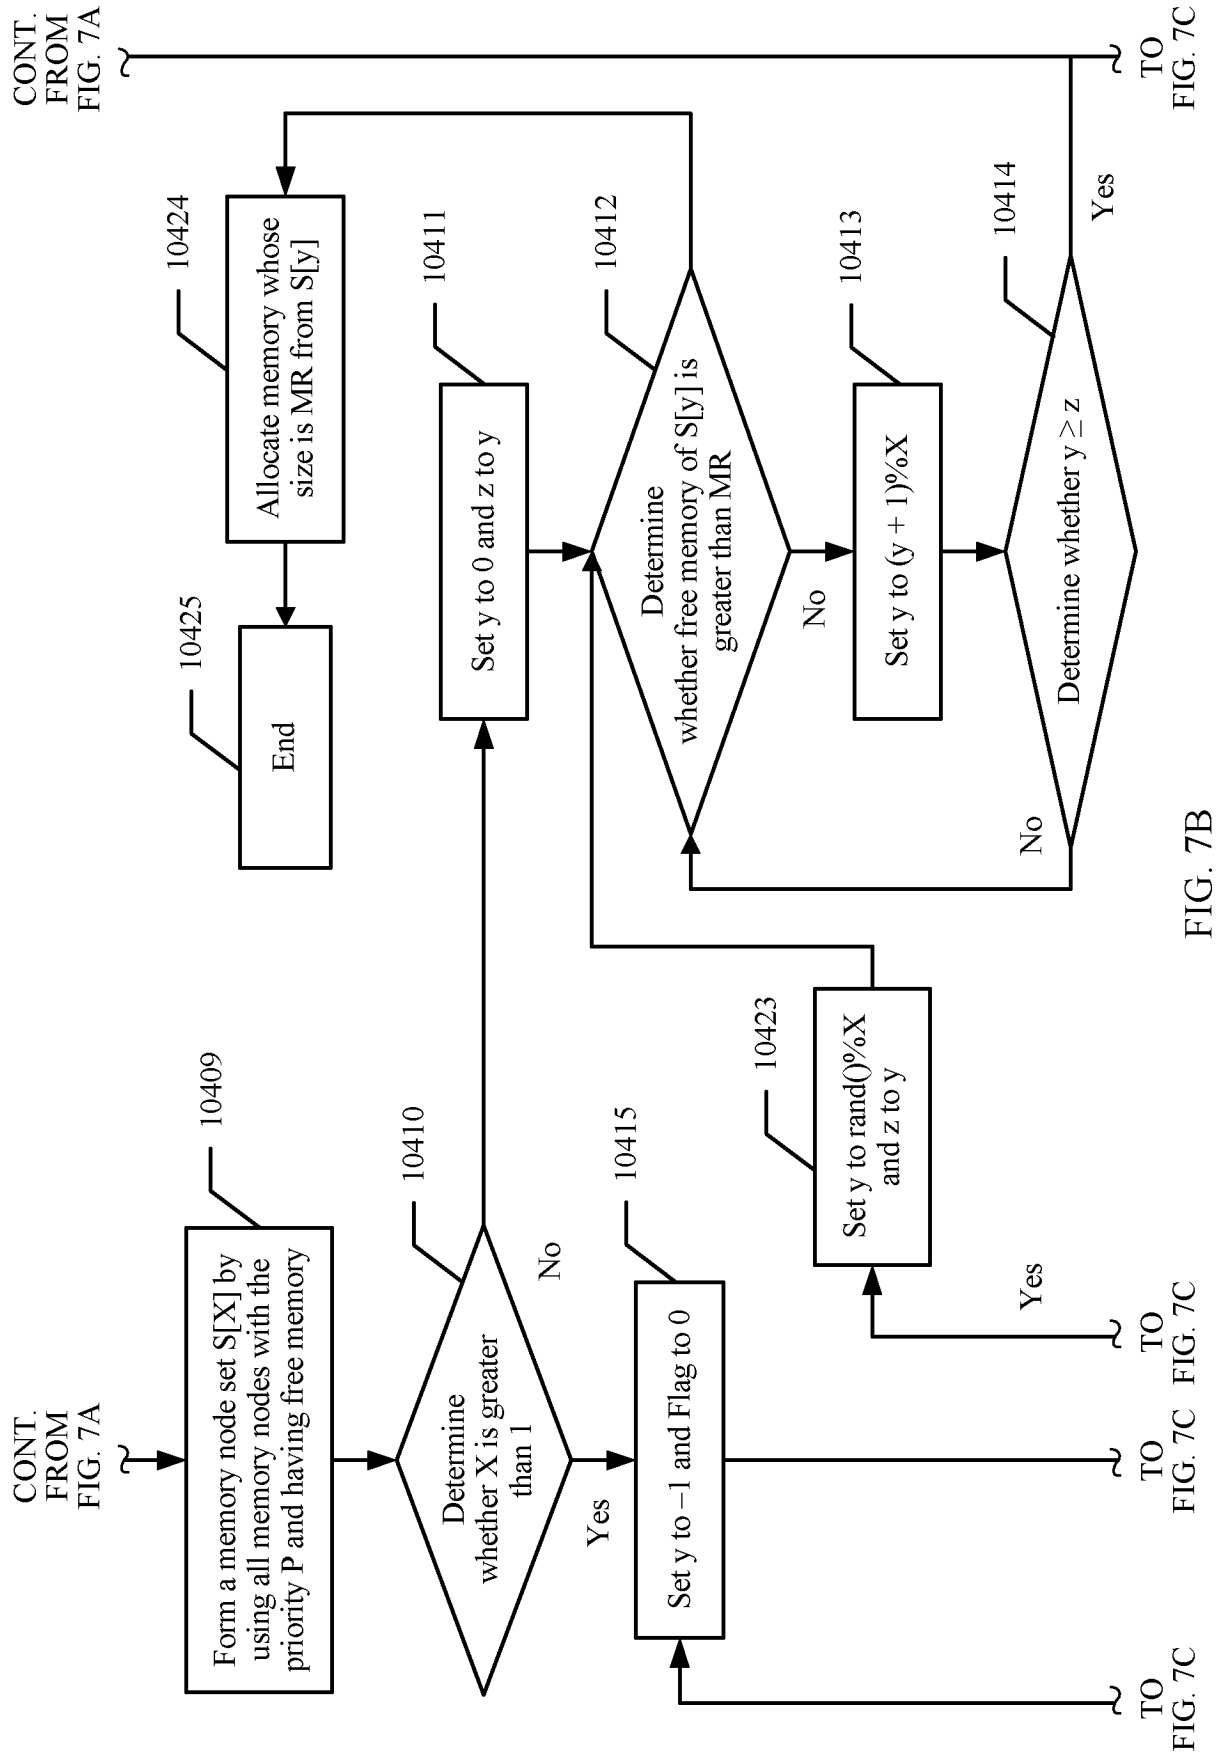 CONT.
FROM
FIG. 7A
CONT.
FROM
FIG. 7A
10409
Form a memory node set S[X] by
using all memory nodes with the
priority P and having free memory
10425
End
10424
Allocate memory whose
size is MR from S[y]
10410
Determine
whether X is greater
than 1
No
Yes
10411
Set y to 0 and z to y
10415
Set y to −1 and Flag to 0
10412
Determine
whether free memory of S[y] is
greater than MR
No
10423
Set y to rand()%X
and z to y
Yes
10413
Set y to (y + 1)%X
10414
Determine whether y ≥ z
No
Yes
TO
FIG. 7C
TO
FIG. 7C
TO
FIG. 7C
TO
FIG. 7C
FIG. 7B